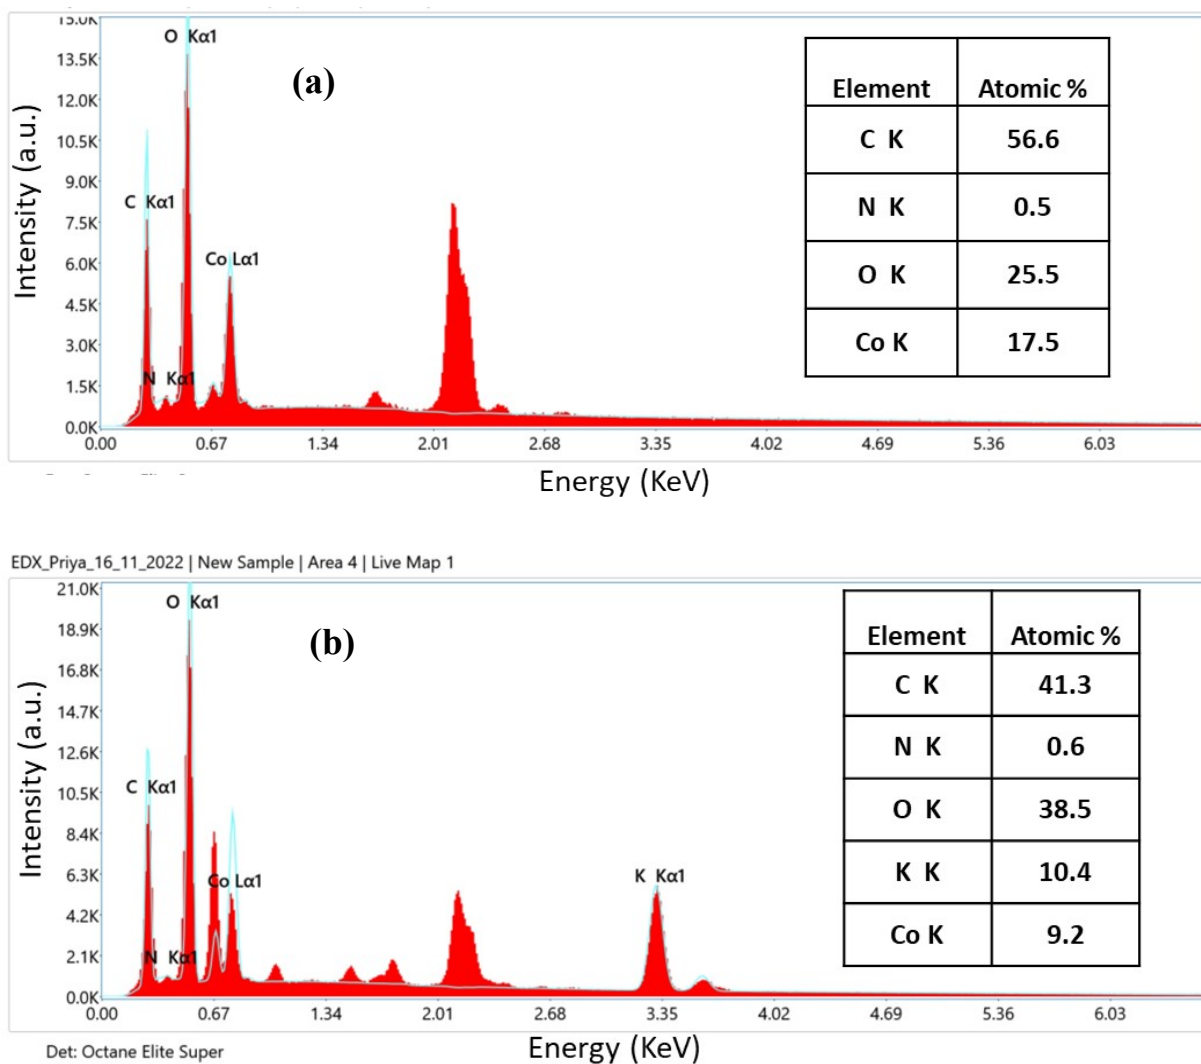 15.0K
O Kα1
13.5K
(a)
12.0K
10.5K
9.0K
C Kα1
7.5K
6.0K
Co Lα1
4.5K
3.0K
1.5K
N Kα1
0.0K
0.00 0.67 1.34 2.01 2.68 3.35 4.02 4.69 5.36 6.03
Intensity (a.u.)
Energy (KeV)
Element Atomic %
C K 56.6
N K 0.5
O K 25.5
Co K 17.5
EDX_Priya_16_11_2022 | New Sample | Area 4 | Live Map 1
21.0K
O Kα1
18.9K
(b)
16.8K
14.7K
12.6K
C Kα1
10.5K
8.4K
6.3K
Co Lα1
K Kα1
4.2K
2.1K
N Kα1
0.0K
0.00 0.67 1.34 2.01 2.68 3.35 4.02 4.69 5.36 6.03
Intensity (a.u.)
Det: Octane Elite Super
Energy (KeV)
Element Atomic %
C K 41.3
N K 0.6
O K 38.5
K K 10.4
Co K 9.2